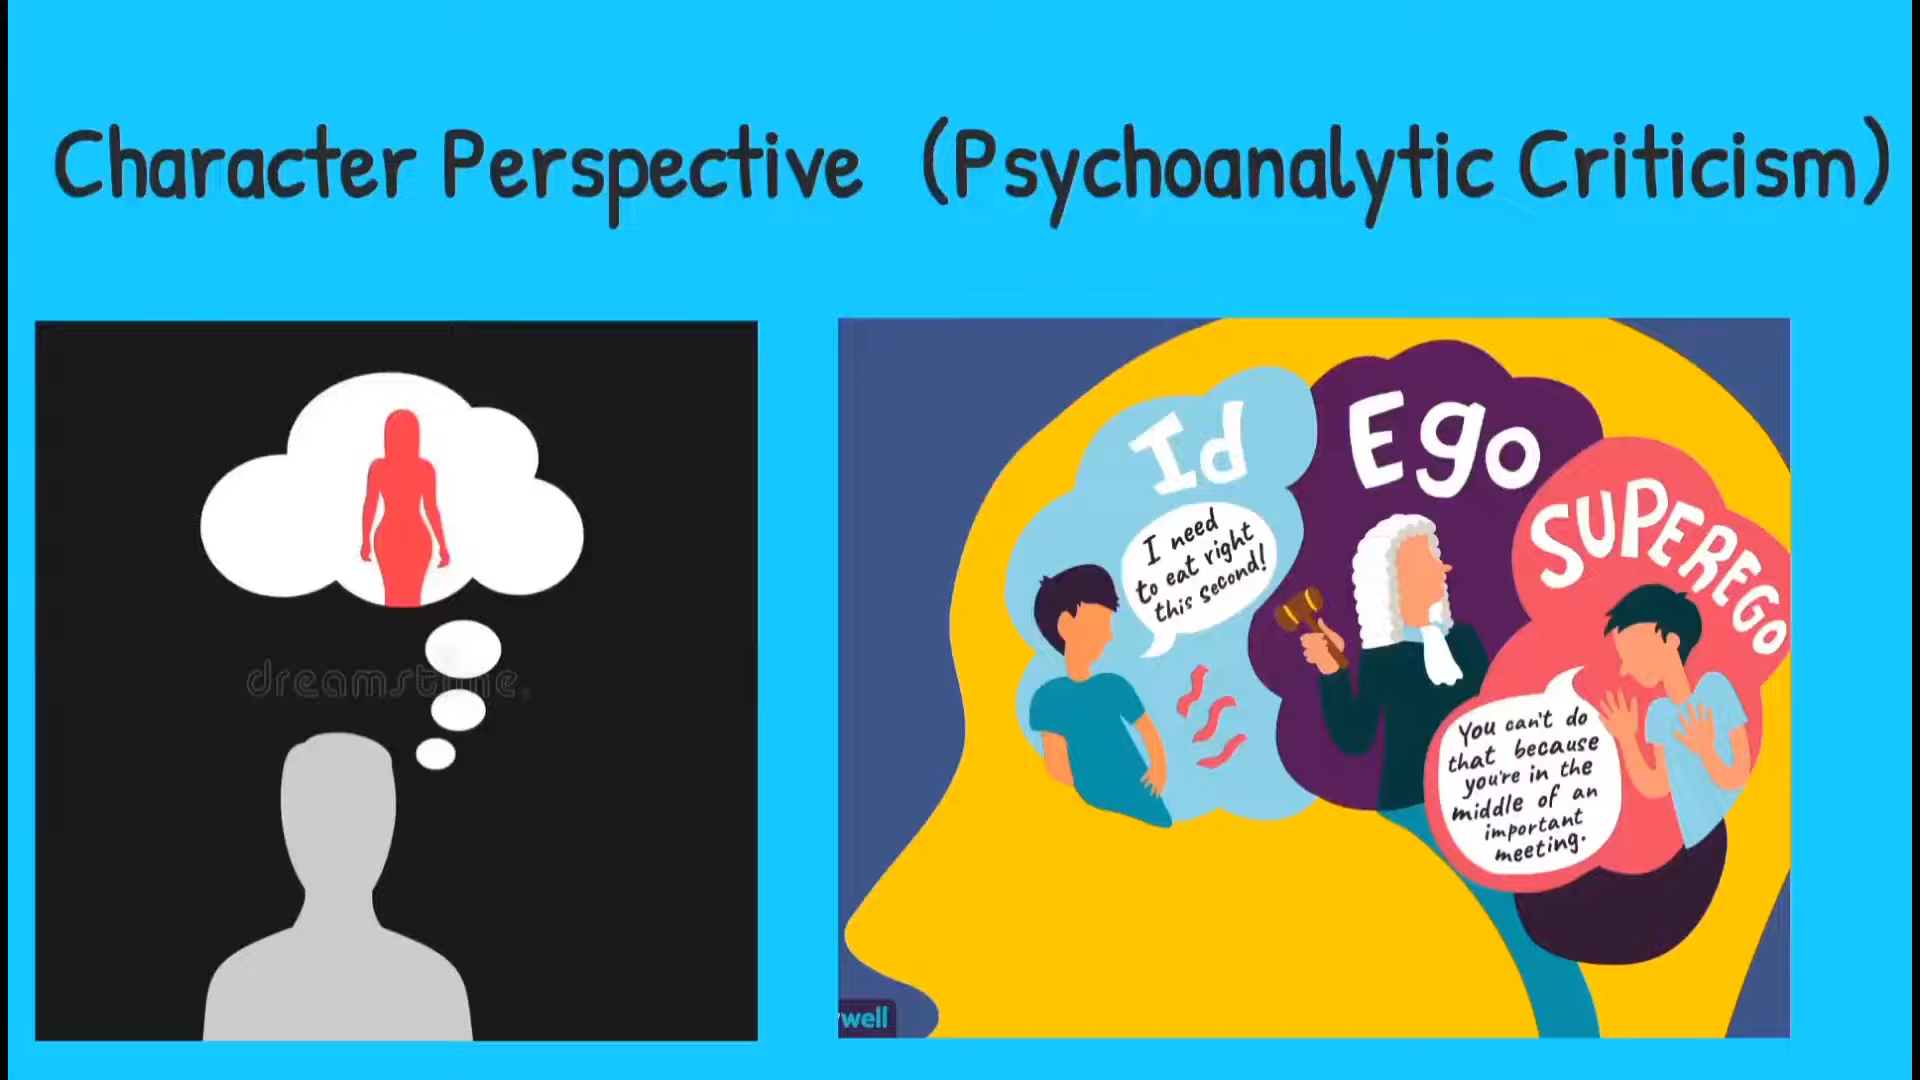 Character Perspective (Psychoanalytic Criticism)
dreamstime.
Id
I need
to eat right
this second!
Ego
SUPEREGO
You can't do
that because
you're in the
middle of an
important
meeting.
well